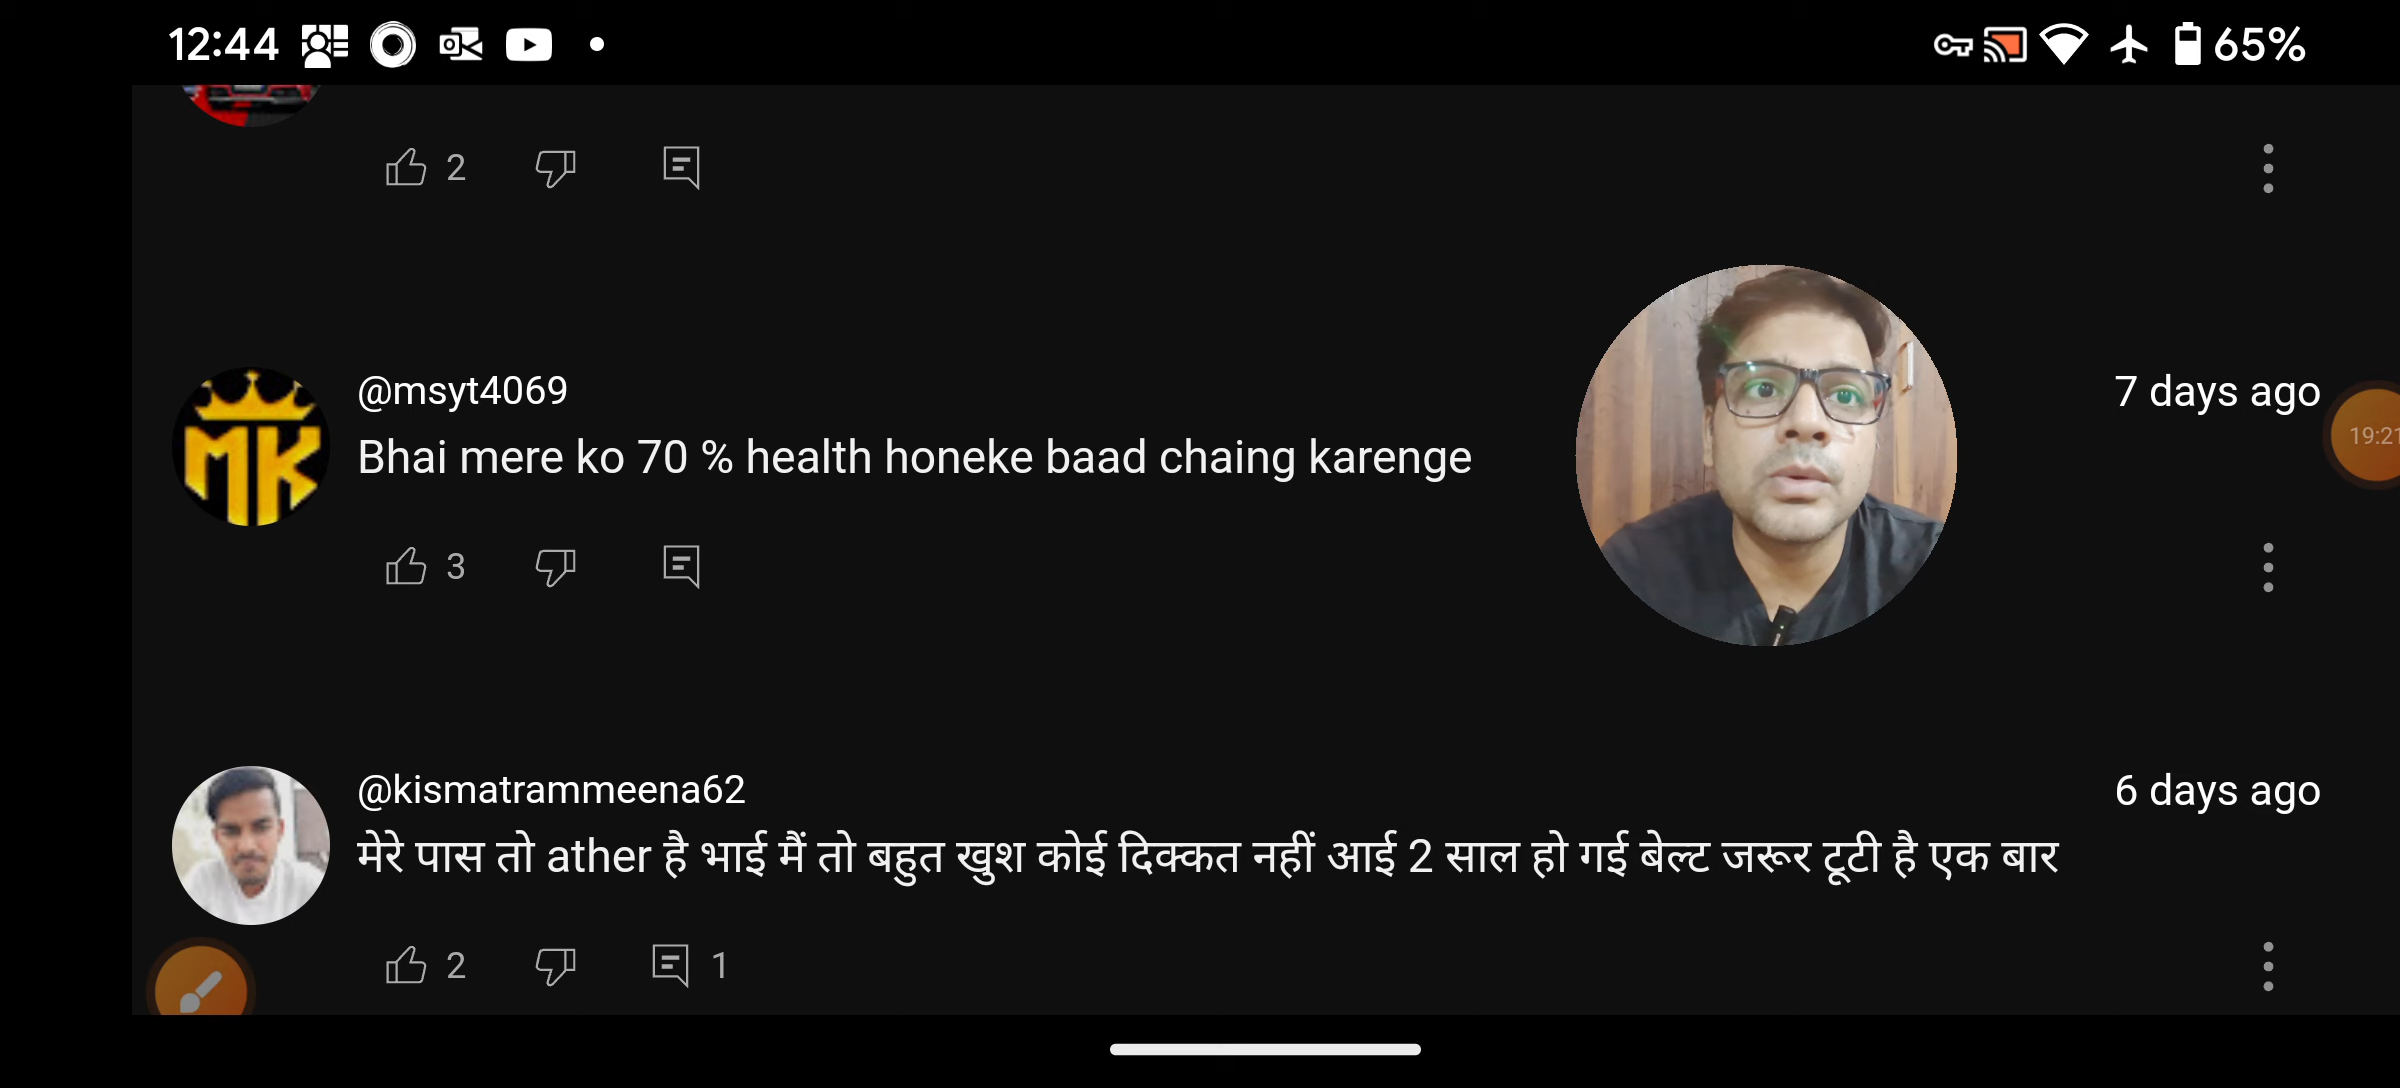 12:44
65%
2
@msyt4069
7 days ago
Bhai mere ko 70 % health honeke baad chaing karenge
MK
3
19:21
@kismatrammeena62
6 days ago
मेरे पास तो ather है भाई मैं तो बहुत खुश कोई दिक्कत नहीं आई 2 साल हो गई बेल्ट जरूर टूटी है एक बार
2
1